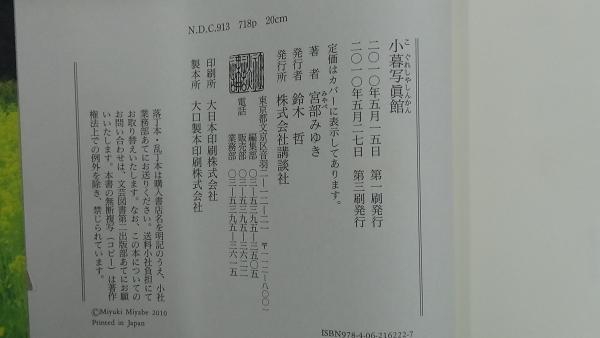 N.D.C.913 718p 20cm
小暮写眞館
こぐれしゃしんかん
二〇一〇年五月一五日 第一刷発行
二〇一〇年五月二七日 第三刷発行
定価はカバーに表示してあります。
著者 宮部みゆき
みやべ
発行者 鈴木 哲
発行所 株式会社講談社
東京都文京区音羽二―一二―二一 〒一一二―八〇〇一
電話 編集部 〇三―五三九五―三五〇五
販売部 〇三―五三九五―三六二二
業務部 〇三―五三九五―三六一五
印刷所 大日本印刷株式会社
製本所 大口製本印刷株式会社
落丁本・乱丁本は購入書店名を明記のうえ、小社
業務部あてにお送りください。送料小社負担にて
お取り替えいたします。なお、この本についての
お問い合わせは、文芸図書第二出版部あてにお願
いいたします。本書の無断複写（コピー）は著作
権法上での例外を除き、禁じられています。
©Miyuki Miyabe 2010
Printed in Japan
ISBN978-4-06-216222-7